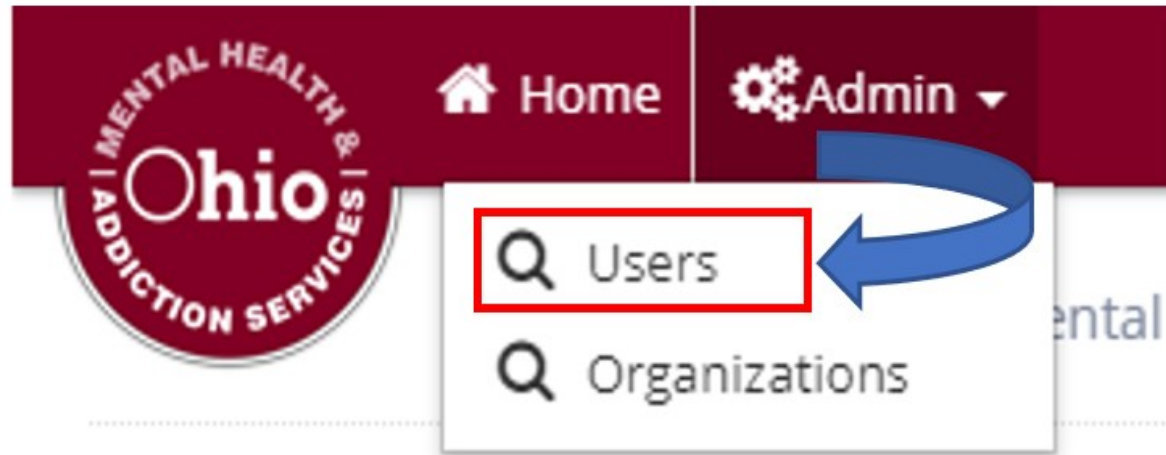 MENTAL HEALTH &
Ohio
ADDICTION SERVICES
Home
Admin
Users
Organizations
ental